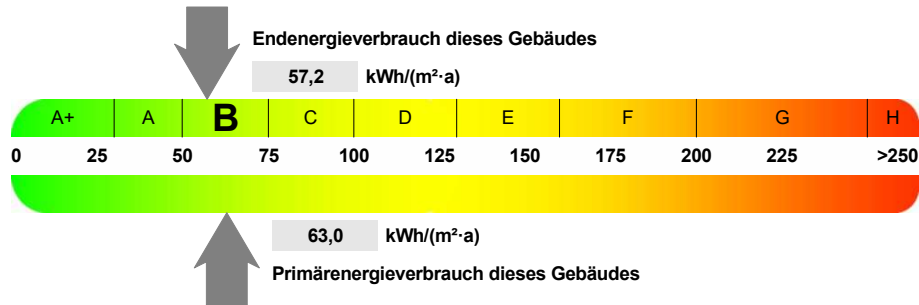 Endenergieverbrauch dieses Gebäudes
57,2 kWh/(m²·a)
A+ A B C D E F G H
0 25 50 75 100 125 150 175 200 225 >250
63,0 kWh/(m²·a)
Primärenergieverbrauch dieses Gebäudes